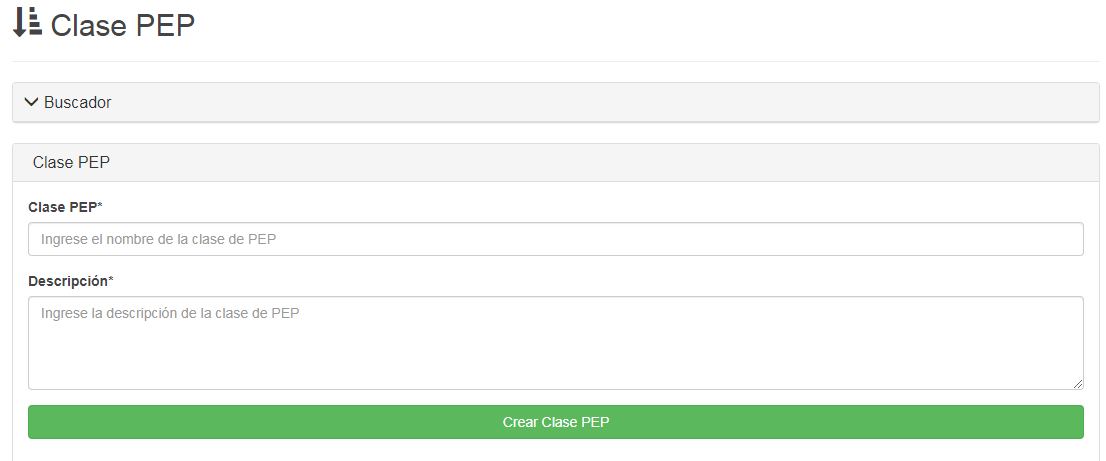 Clase PEP
Buscador
Clase PEP
Clase PEP*
Ingrese el nombre de la clase de PEP
Descripción*
Ingrese la descripción de la clase de PEP
Crear Clase PEP